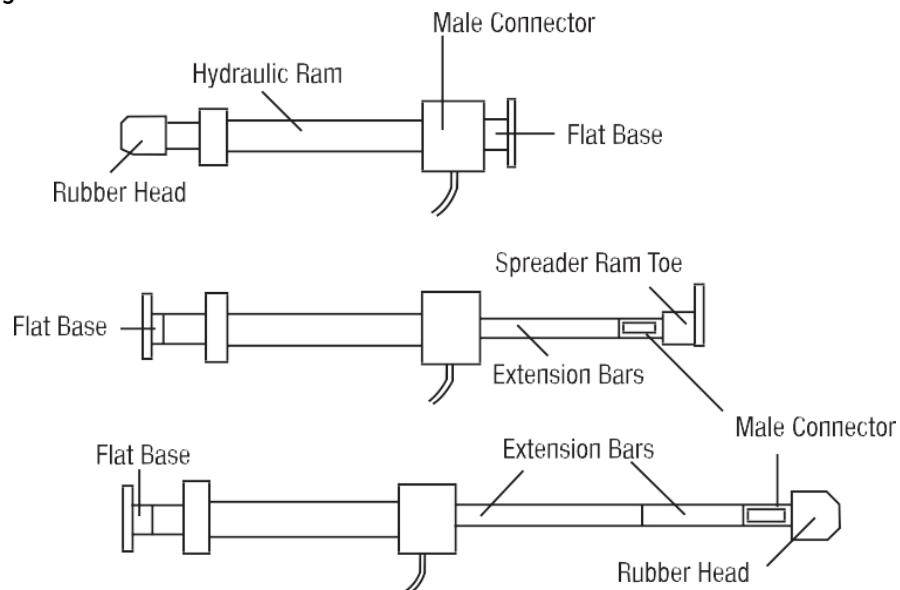 Male Connector
Hydraulic Ram
Flat Base
Rubber Head
Spreader Ram Toe
Flat Base
Extension Bars
Male Connector
Flat Base
Extension Bars
Rubber Head